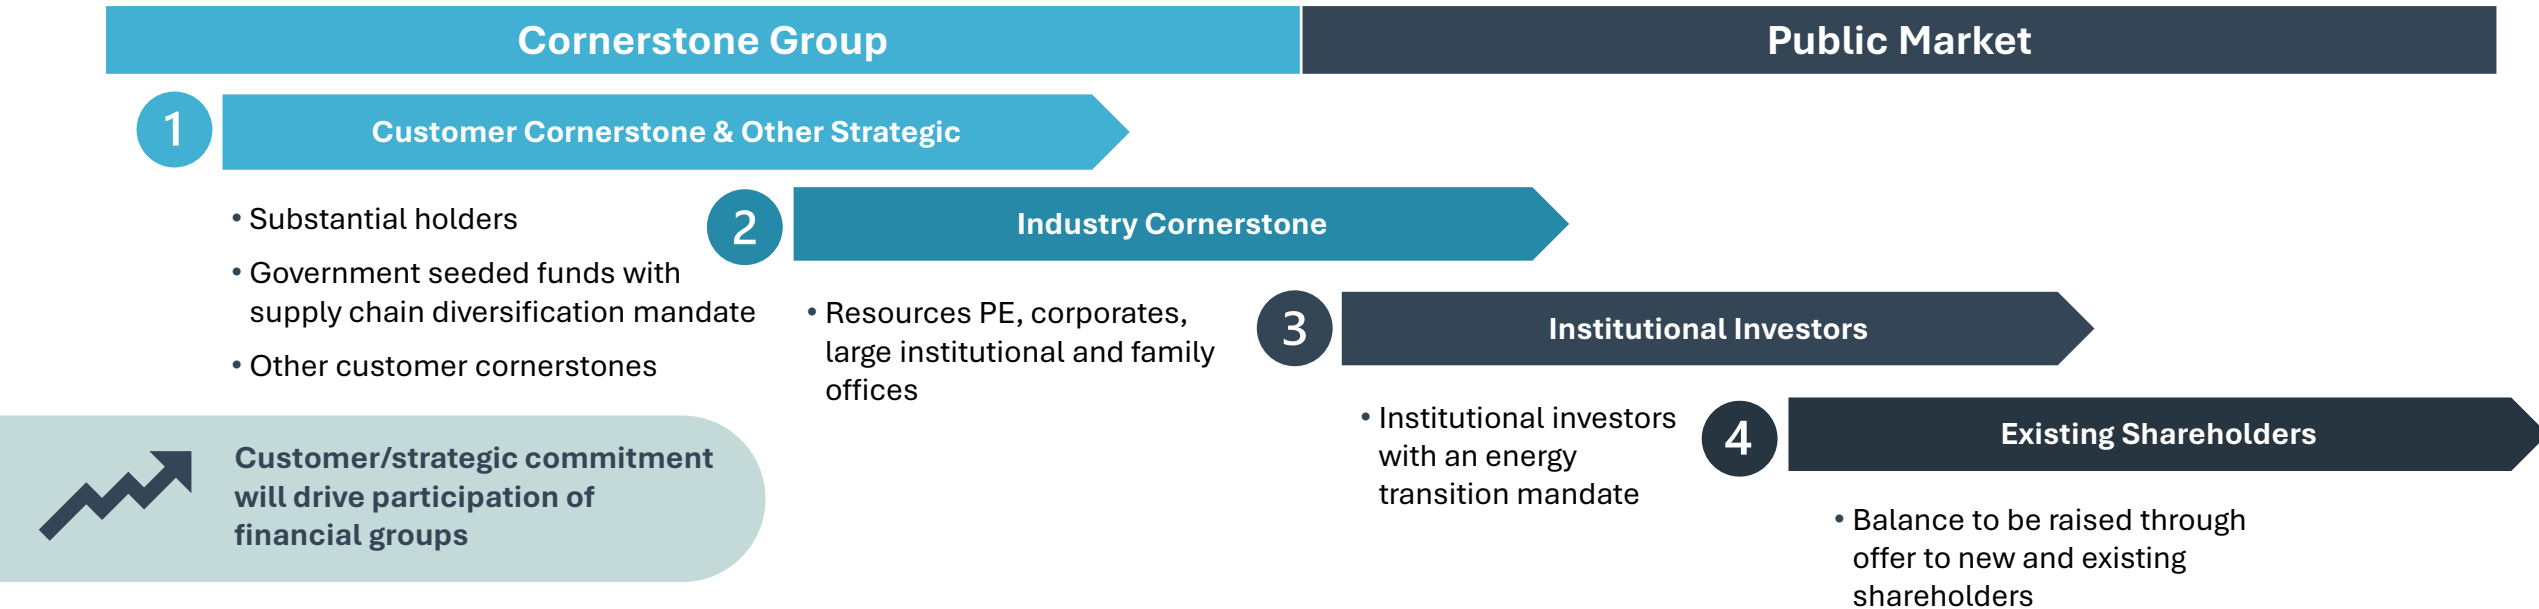 Cornerstone Group
Public Market
1
Customer Cornerstone & Other Strategic
• Substantial holders
• Government seeded funds with
supply chain diversification mandate
• Other customer cornerstones
2
Industry Cornerstone
• Resources PE, corporates,
large institutional and family
offices
3
Institutional Investors
• Institutional investors
with an energy
transition mandate
4
Existing Shareholders
• Balance to be raised through
offer to new and existing
shareholders
Customer/strategic commitment
will drive participation of
financial groups